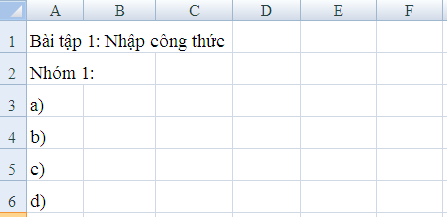 A B C D E F
1 Bài tập 1: Nhập công thức
2 Nhóm 1:
3 a)
4 b)
5 c)
6 d)